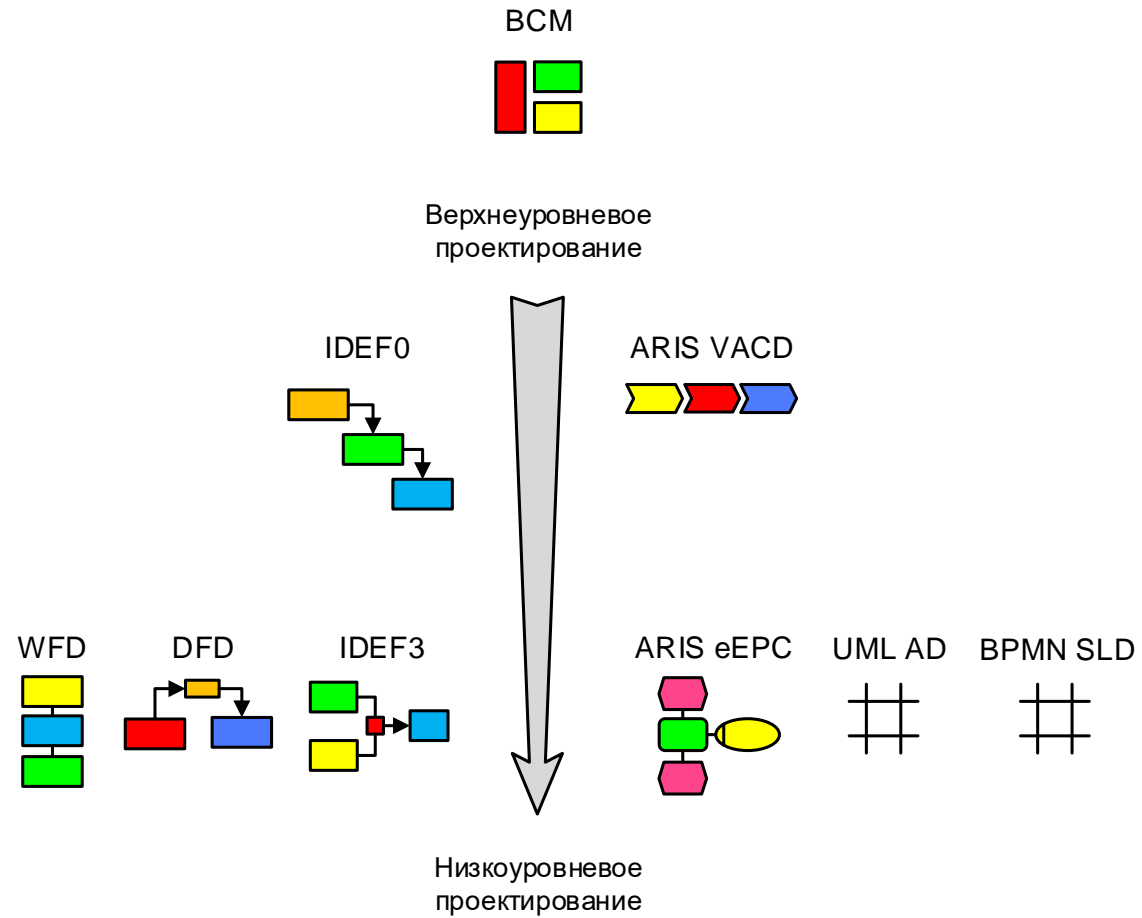 BCM
Верхнеуровневое
проектирование
IDEF0
ARIS VACD
WFD
DFD
IDEF3
ARIS eEPC
UML AD
BPMN SLD
Низкоуровневое
проектирование